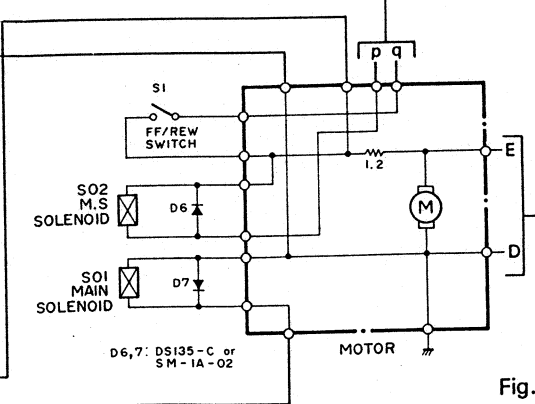 p q
S1
FF/REW
SWITCH
E
1.2
SO2
M.S
SOLENOID
D6
M
D
SO1
MAIN
SOLENOID
D7
D6,7: DS135-C or
SM-1A-02
MOTOR
Fig.